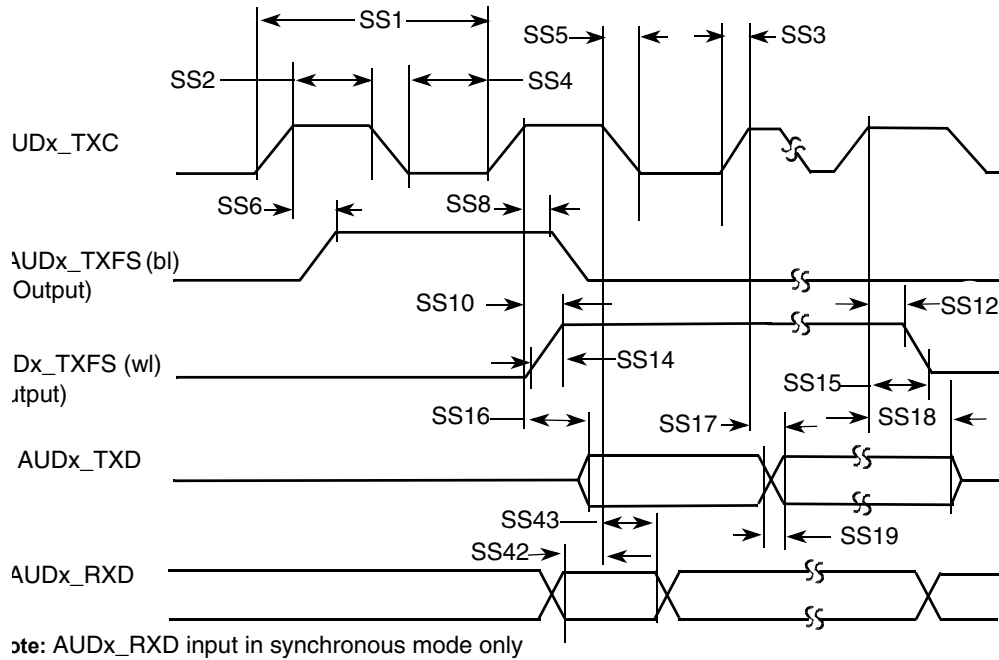 SS1
SS5
SS3
SS2
SS4
UDx_TXC
SS6
SS8
AUDx_TXFS (bl)
Output)
SS10
SS12
Dx_TXFS (wl)
utput)
SS14
SS15
SS16
SS17
SS18
AUDx_TXD
SS43
SS19
SS42
AUDx_RXD
ote: AUDx_RXD input in synchronous mode only